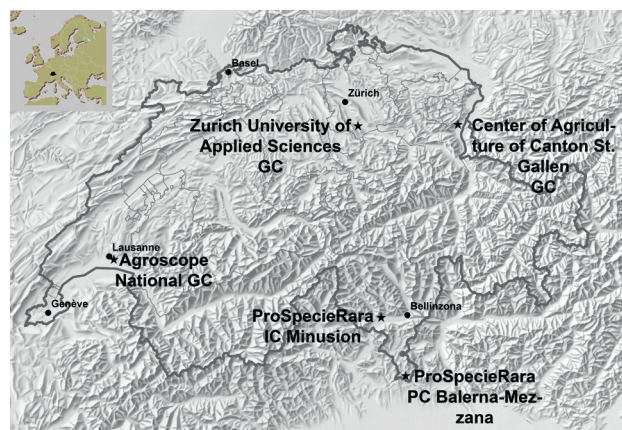 Basel
Zürich
Zurich University of
Applied Sciences
GC
Center of Agricul-
ture of Canton St.
Gallen
GC
Lausanne
Agroscope
National GC
Genève
ProSpecieRara
IC Minusion
Bellinzona
ProSpecieRara
PC Balerna-Mez-
zana